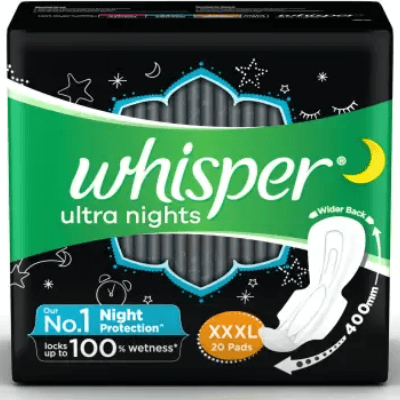 whisper®
ultra nights
Wider Back
400mm
Our
No.1 Night
Protection^
locks
up to 100% wetness*
XXXL
20 Pads